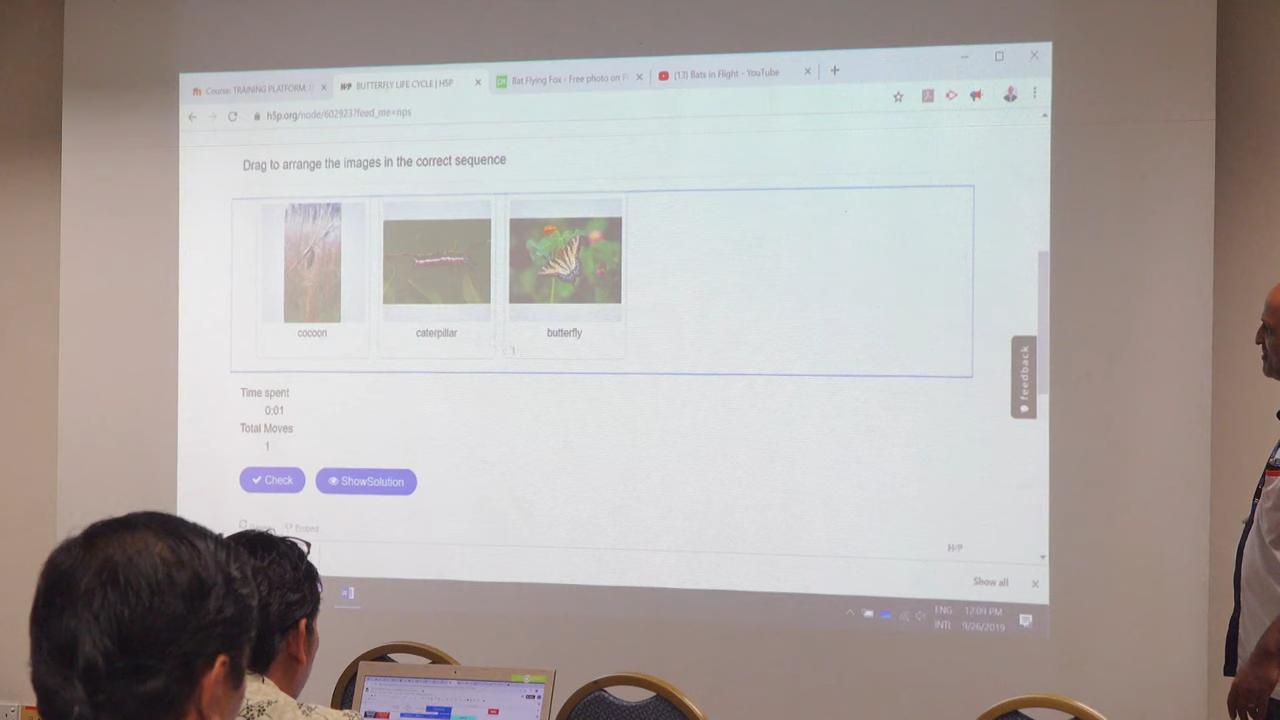 Course: TRAINING PLATFORM:
H-P BUTTERFLY LIFE CYCLE | H5P
Bat Flying Fox - Free photo on
(13) Bats in Flight - YouTube
h5p.org/node/602923?feed_me=nps
Drag to arrange the images in the correct sequence
cocoon
caterpillar
butterfly
feedback
Time spent
0:01
Total Moves
1
Check
ShowSolution
Embed
H-P
Show all
ENG
INTL
12:09 PM
9/26/2019